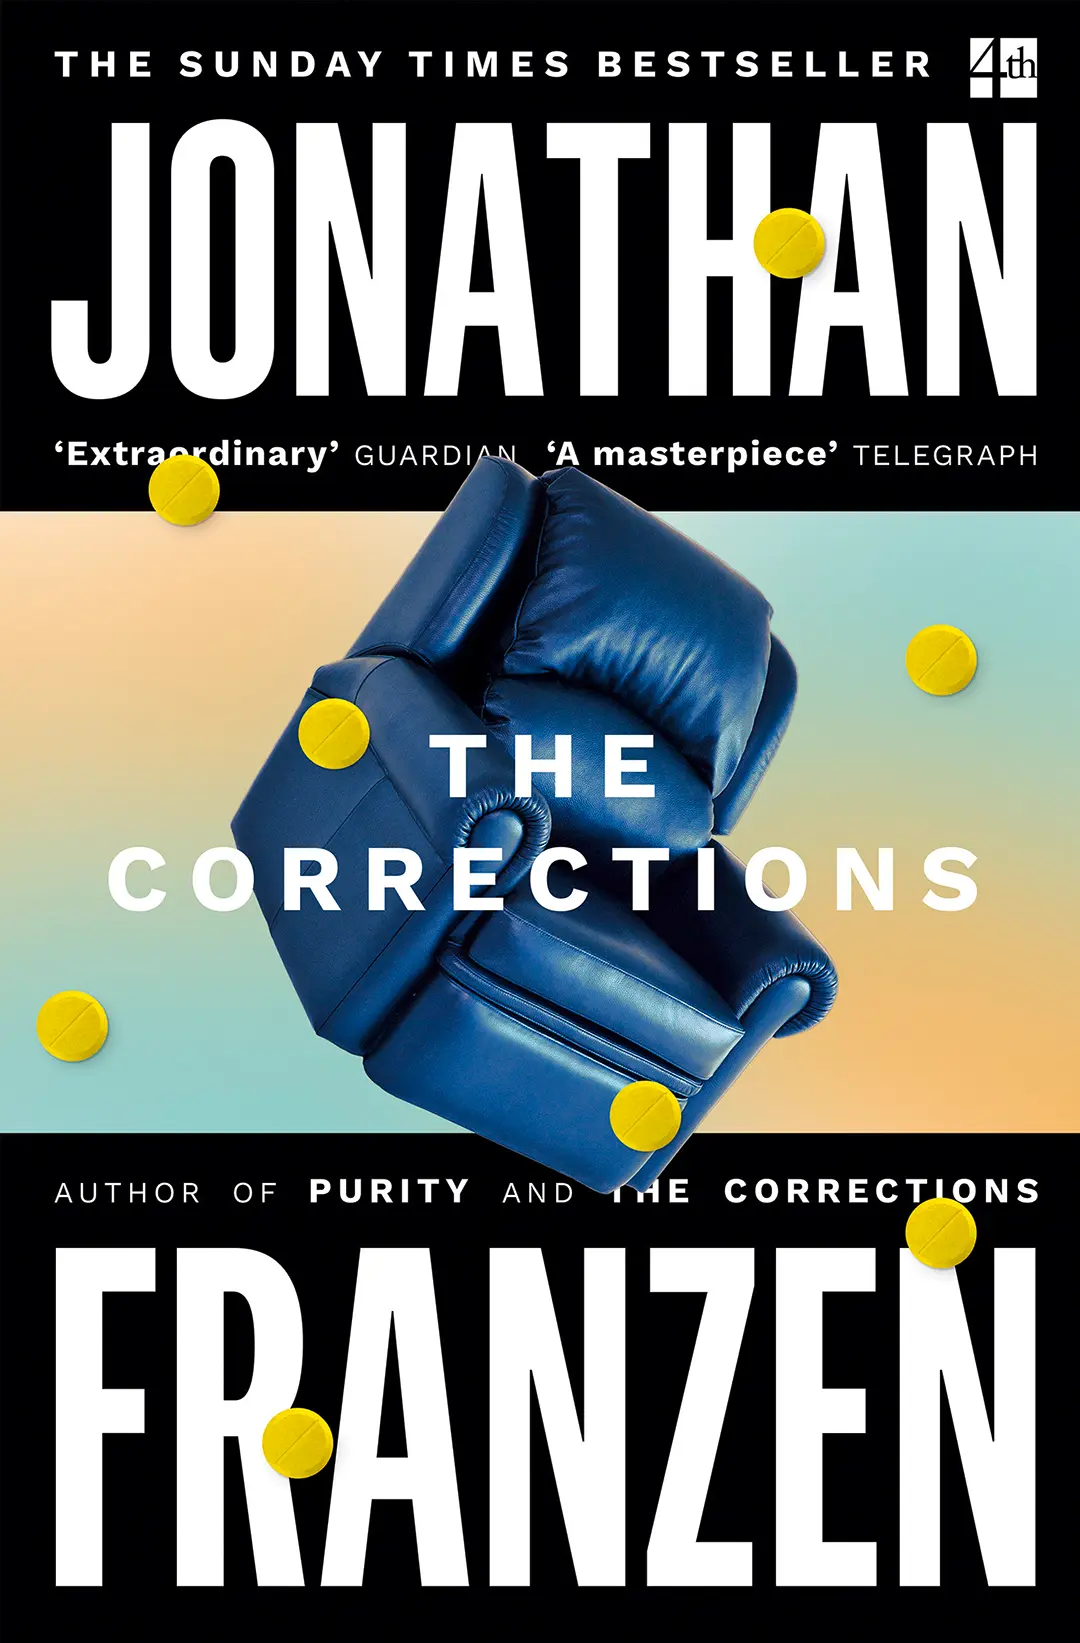 THE SUNDAY TIMES BESTSELLER 4th
JONATHAN
‘Extraordinary’ GUARDIAN ‘A masterpiece’ TELEGRAPH
THE
CORRECTIONS
AUTHOR OF PURITY AND THE CORRECTIONS
FRANZEN